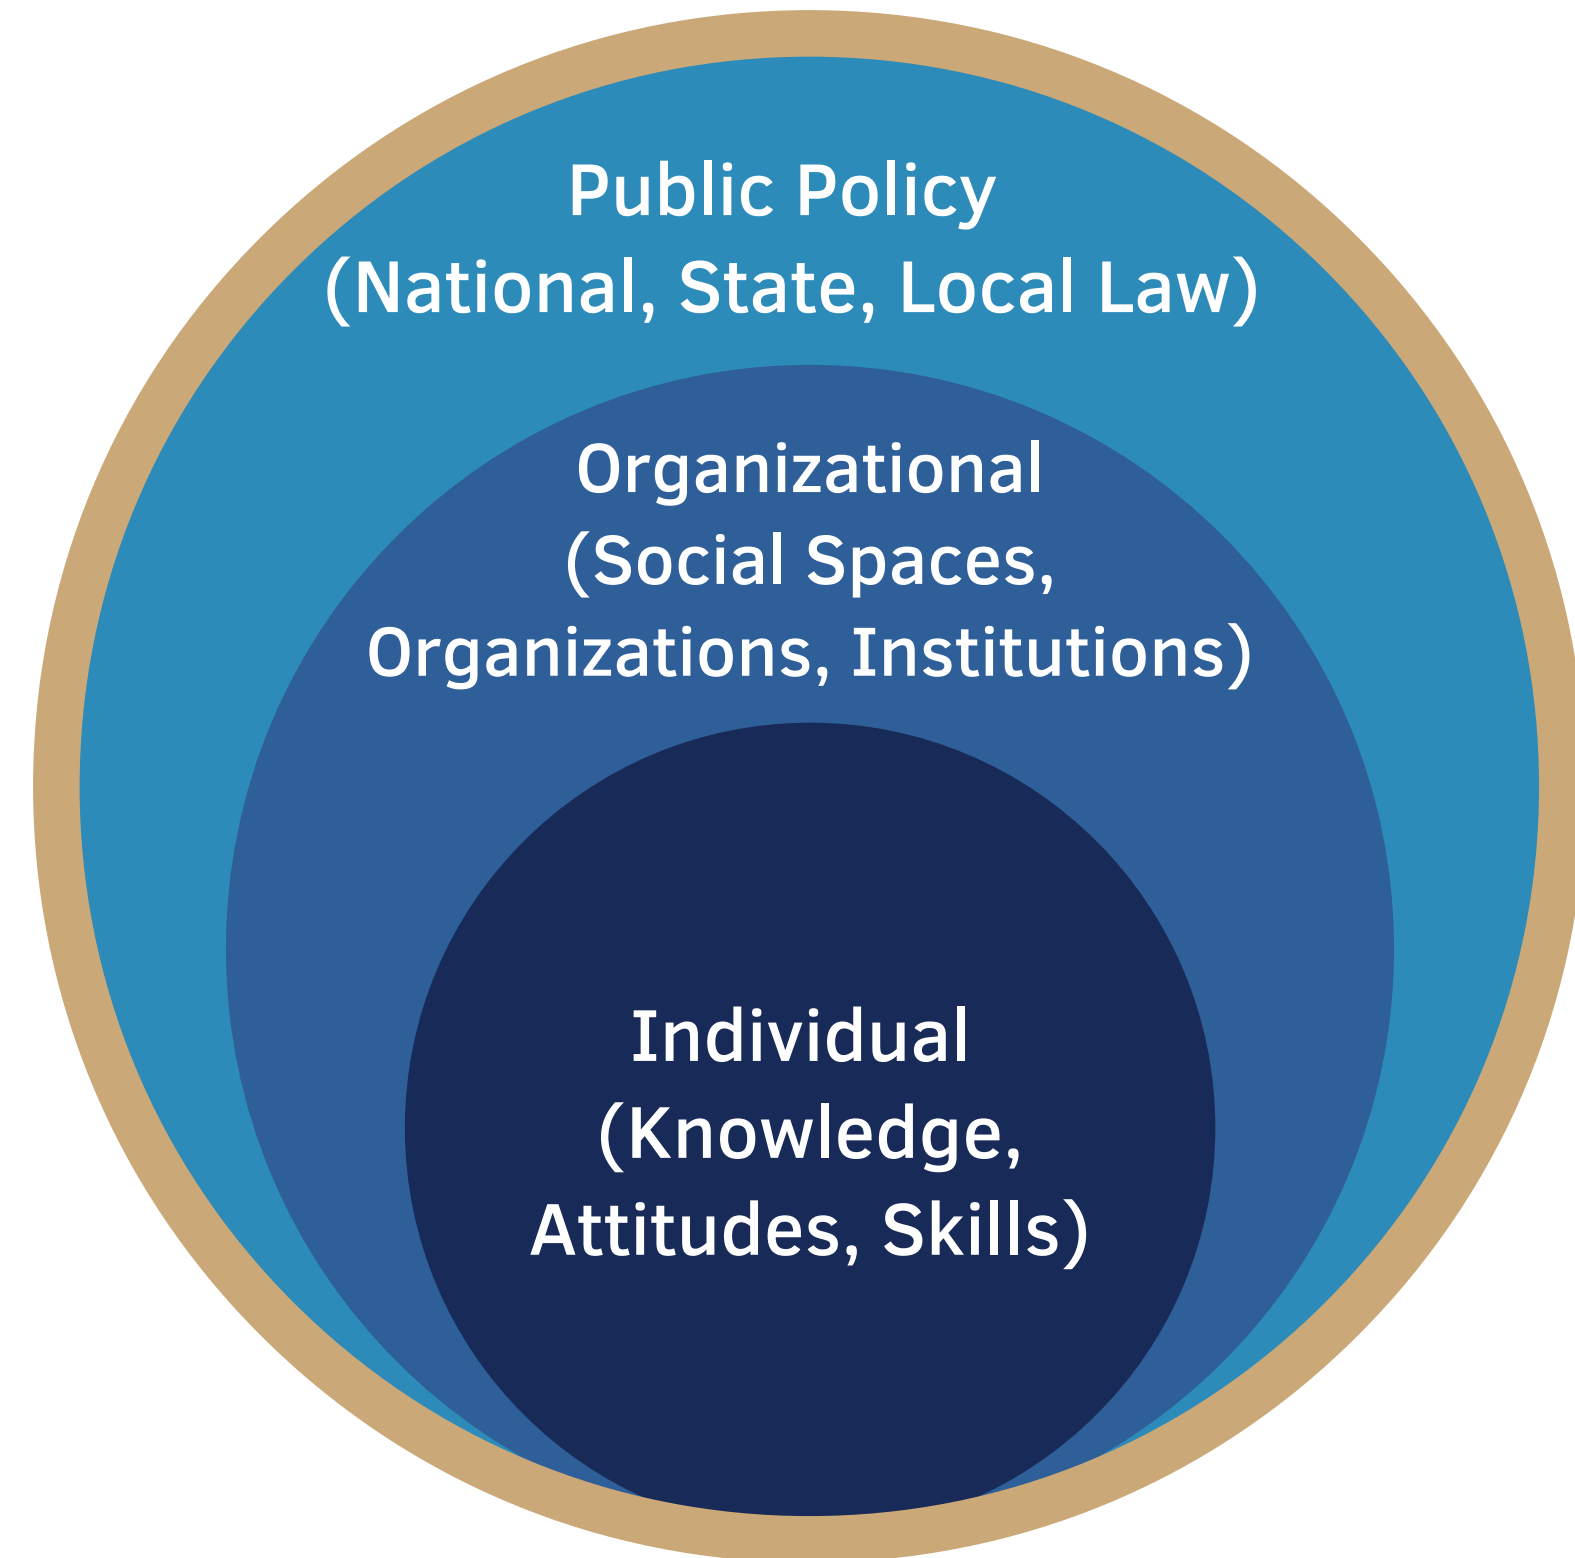 Public Policy
(National, State, Local Law)
Organizational
(Social Spaces,
Organizations, Institutions)
Individual
(Knowledge,
Attitudes, Skills)